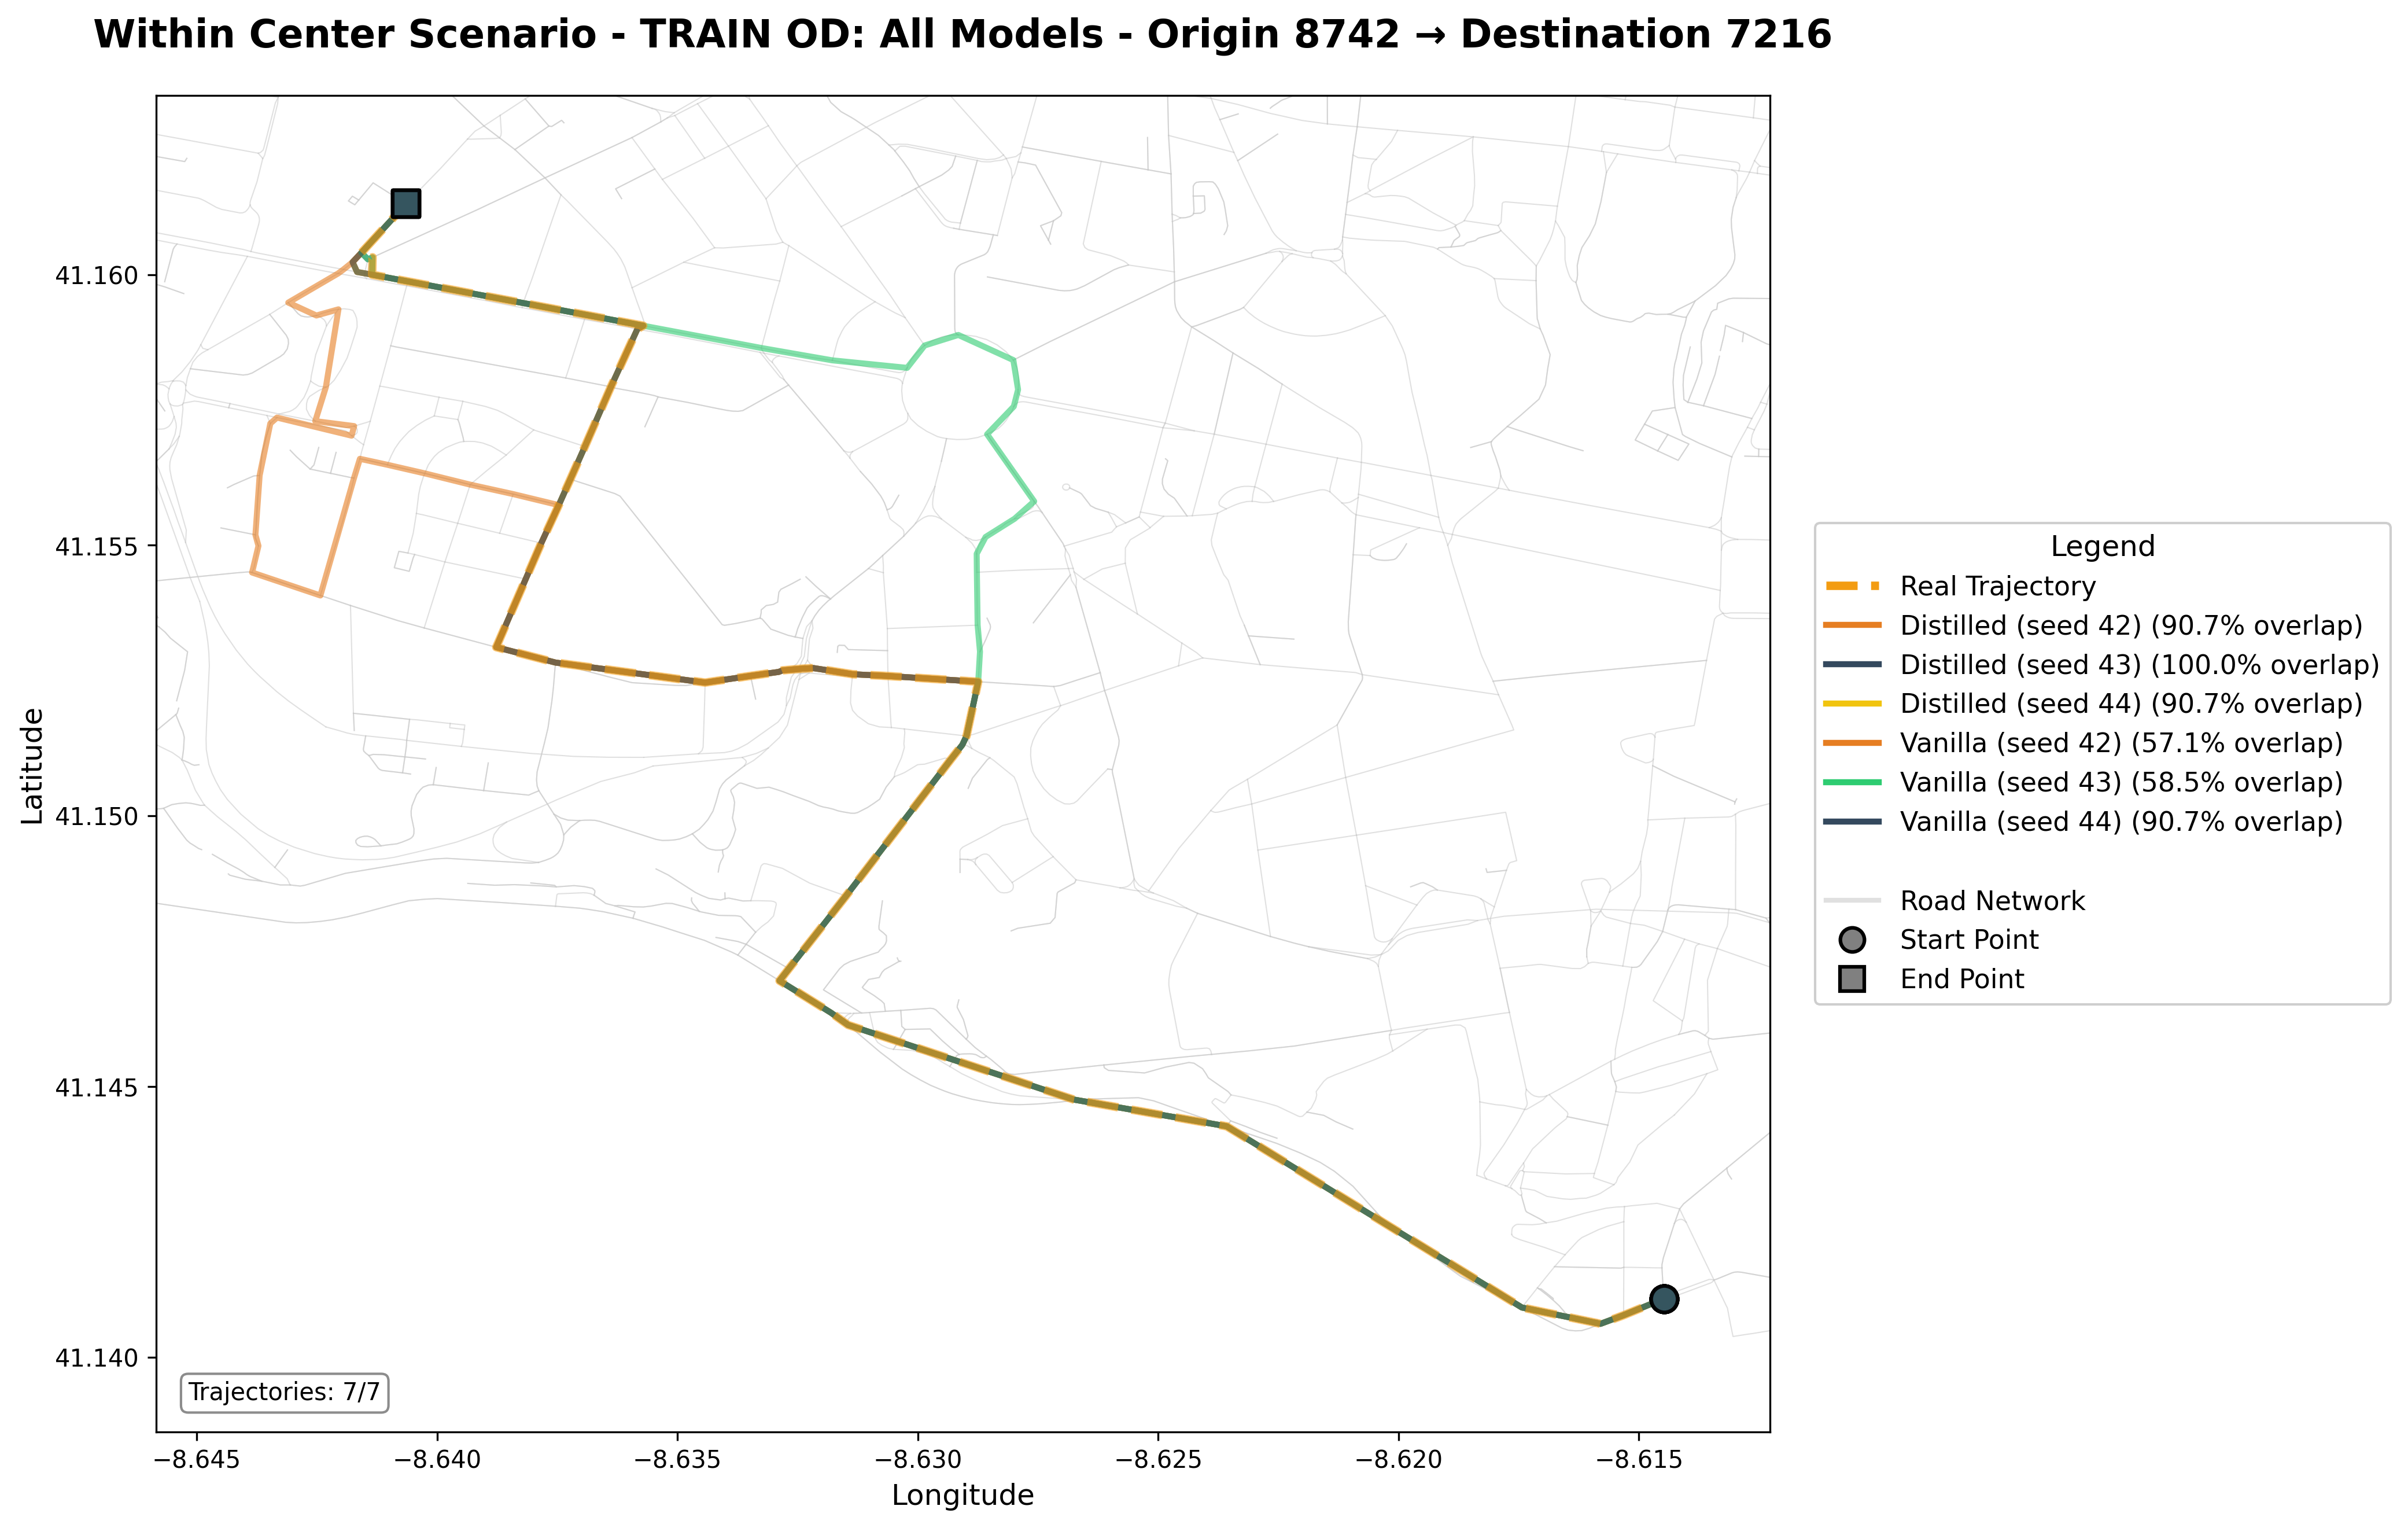 Within Center Scenario - TRAIN OD: All Models - Origin 8742 → Destination 7216
Latitude
41.160
41.155
41.150
41.145
41.140
Trajectories: 7/7
−8.645
−8.640
−8.635
−8.630
−8.625
−8.620
−8.615
Longitude
Legend
Real Trajectory
Distilled (seed 42) (90.7% overlap)
Distilled (seed 43) (100.0% overlap)
Distilled (seed 44) (90.7% overlap)
Vanilla (seed 42) (57.1% overlap)
Vanilla (seed 43) (58.5% overlap)
Vanilla (seed 44) (90.7% overlap)
Road Network
Start Point
End Point